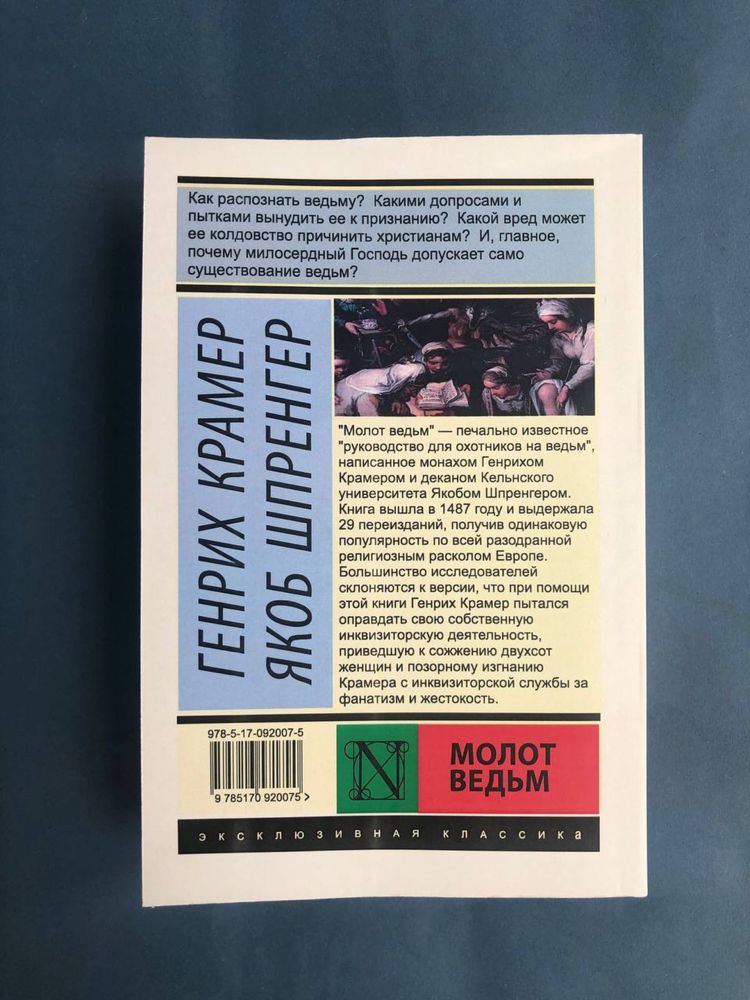 Как распознать ведьму? Какими допросами и
пытками вынудить ее к признанию? Какой вред может
ее колдовство причинить христианам? И, главное,
почему милосердный Господь допускает само
существование ведьм?
ГЕНРИХ КРАМЕР
ЯКОБ ШПРЕНГЕР
"Молот ведьм" — печально известное
"руководство для охотников на ведьм",
написанное монахом Генрихом
Крамером и деканом Кельнского
университета Якобом Шпренгером.
Книга вышла в 1487 году и выдержала
29 переизданий, получив одинаковую
популярность по всей разодранной
религиозным расколом Европе.
Большинство исследователей
склоняются к версии, что при помощи
этой книги Генрих Крамер пытался
оправдать свою собственную
инквизиторскую деятельность,
приведшую к сожжению двухсот
женщин и позорному изгнанию
Крамера с инквизиторской службы за
фанатизм и жестокость.
978-5-17-092007-5
9 785170 920075 >
N
МОЛОТ
ВЕДЬМ
ЭКСКЛЮЗИВНАЯ КЛАССИКа